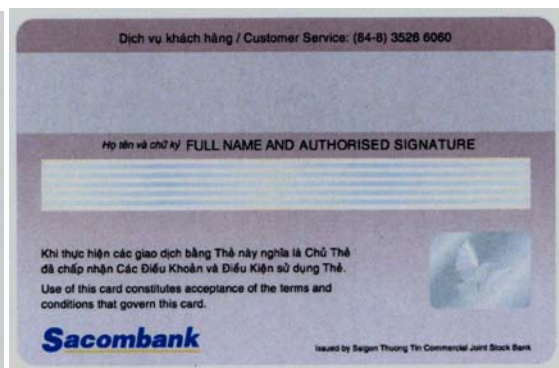 Dịch vụ khách hàng / Customer Service: (84-8) 3526 6060
Họ tên và chữ ký FULL NAME AND AUTHORISED SIGNATURE
Khi thực hiện các giao dịch bằng Thẻ này nghĩa là Chủ Thẻ
đã chấp nhận Các Điều Khoản và Điều Kiện sử dụng Thẻ.
Use of this card constitutes acceptance of the terms and
conditions that govern this card.
Sacombank
Issued by Saigon Thuong Tin Commercial Joint Stock Bank